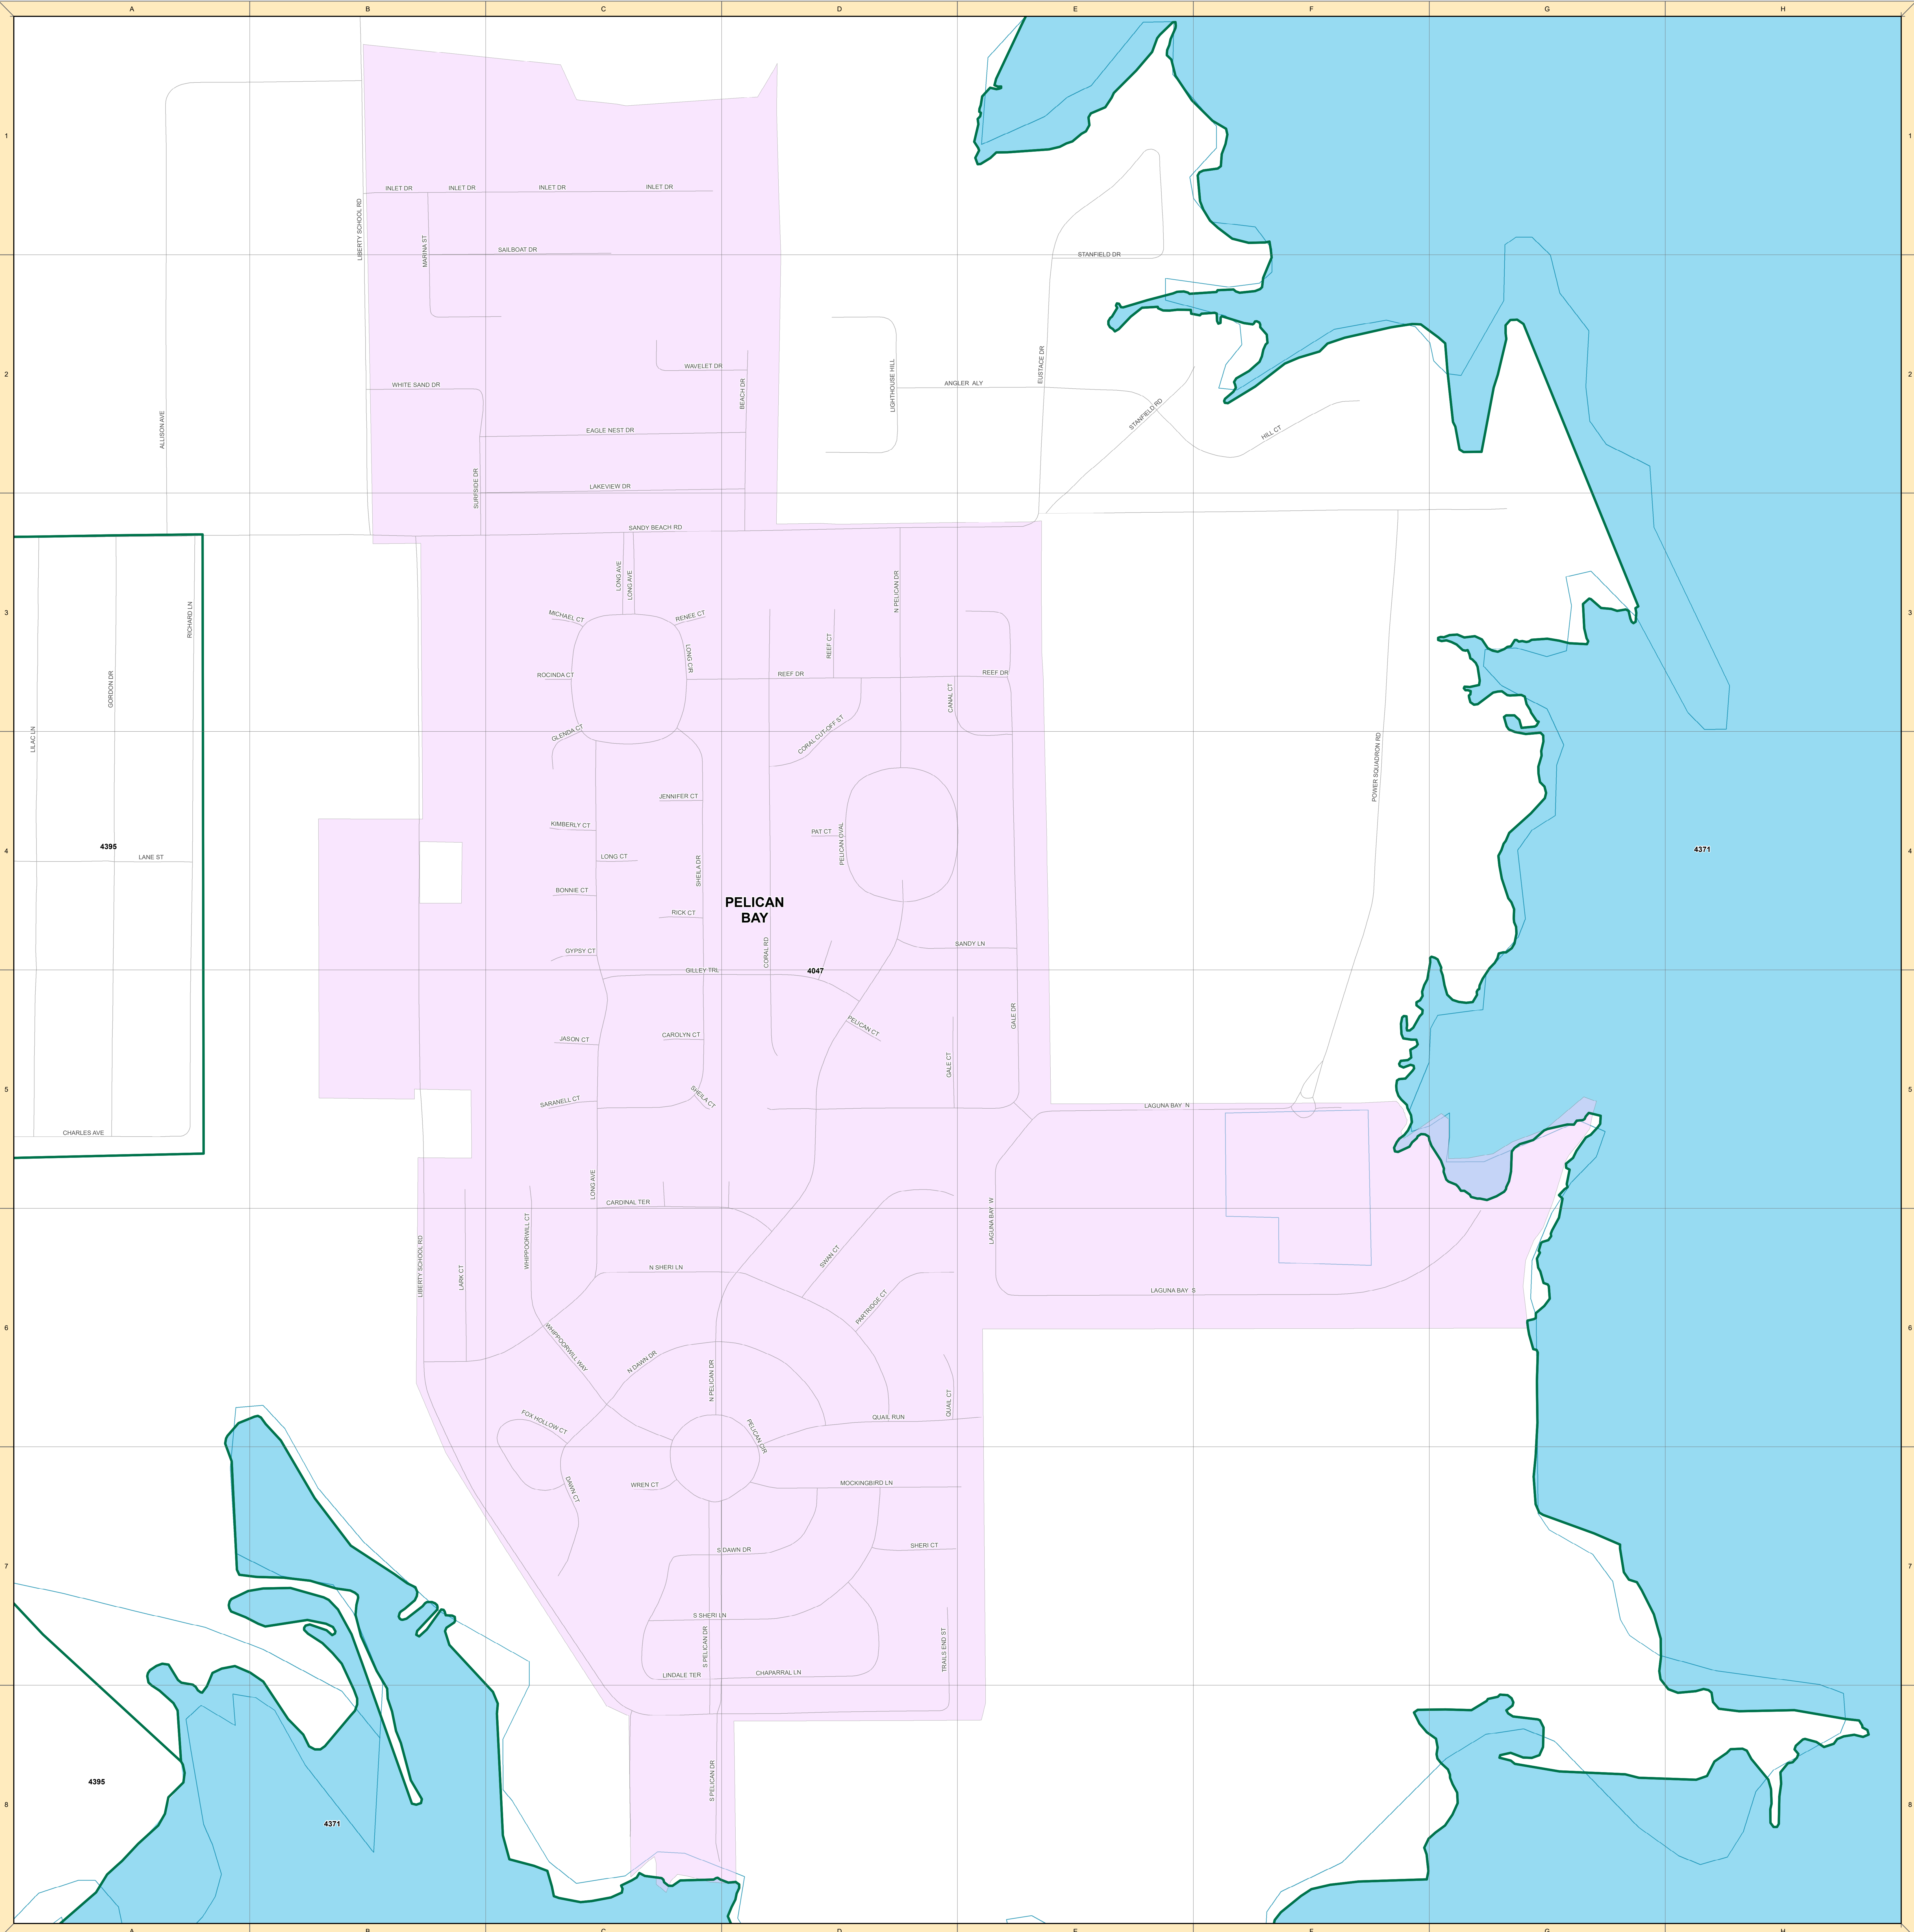 A B C D E F G H
1 1
INLET DR INLET DR INLET DR INLET DR
LIBERTY SCHOOL RD
MARINA ST
SAILBOAT DR
STANFIELD DR
2 2
ALLISON AVE
WHITE SAND DR
WAVELET DR
BEACH DR
LIGHTHOUSE HILL
ANGLER ALY
EUSTACE DR
STANFIELD RD
HILL CT
EAGLE NEST DR
SURFSIDE DR
LAKEVIEW DR
SANDY BEACH RD
3 3
LONG AVE
LONG AVE
N PELICAN DR
MICHAEL CT
RENEE CT
RICHARD LN
GORDON DR
LILAC LN
LONG CIR
REEF CT
ROCINDA CT
REEF DR
REEF DR
CANAL CT
GLENDA CT
CORAL CUT-OFF ST
POWER SQUADRON RD
4 4
JENNIFER CT
KIMBERLY CT
PAT CT
PELICAN OVAL
4395
LANE ST
LONG CT
SHEILA DR
4371
BONNIE CT
PELICAN
BAY
RICK CT
GYPSY CT
CORAL RD
SANDY LN
GILLEY TRL
4047
5 5
PELICAN CT
GALE DR
JASON CT
CAROLYN CT
GALE CT
SARANELL CT
SHEILA CT
LAGUNA BAY N
CHARLES AVE
LONG AVE
CARDINAL TER
LAGUNA BAY W
6 6
WHIPPOORWILL CT
SWAN CT
LIBERTY SCHOOL RD
LARK CT
N SHERI LN
LAGUNA BAY S
PARTRIDGE CT
WHIPPOORWILL WAY
N DAWN DR
N PELICAN DR
QUAIL CT
FOX HOLLOW CT
QUAIL RUN
PELICAN CIR
7 7
WREN CT
DAWN CT
MOCKINGBIRD LN
S DAWN DR
SHERI CT
S SHERI LN
S PELICAN DR
TRAILS END ST
LINDALE TER
CHAPARRAL LN
8 8
4395
S PELICAN DR
4371
A B C D E F G H